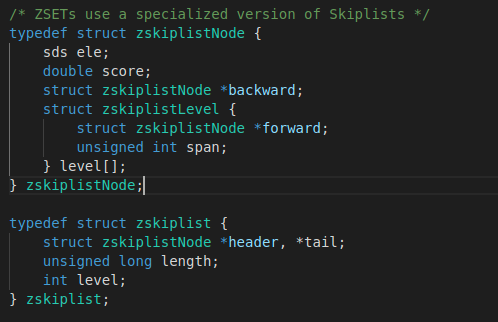 /* ZSETs use a specialized version of Skiplists */
typedef struct zskiplistNode {
    sds ele;
    double score;
    struct zskiplistNode *backward;
    struct zskiplistLevel {
        struct zskiplistNode *forward;
        unsigned int span;
    } level[];
} zskiplistNode;

typedef struct zskiplist {
    struct zskiplistNode *header, *tail;
    unsigned long length;
    int level;
} zskiplist;